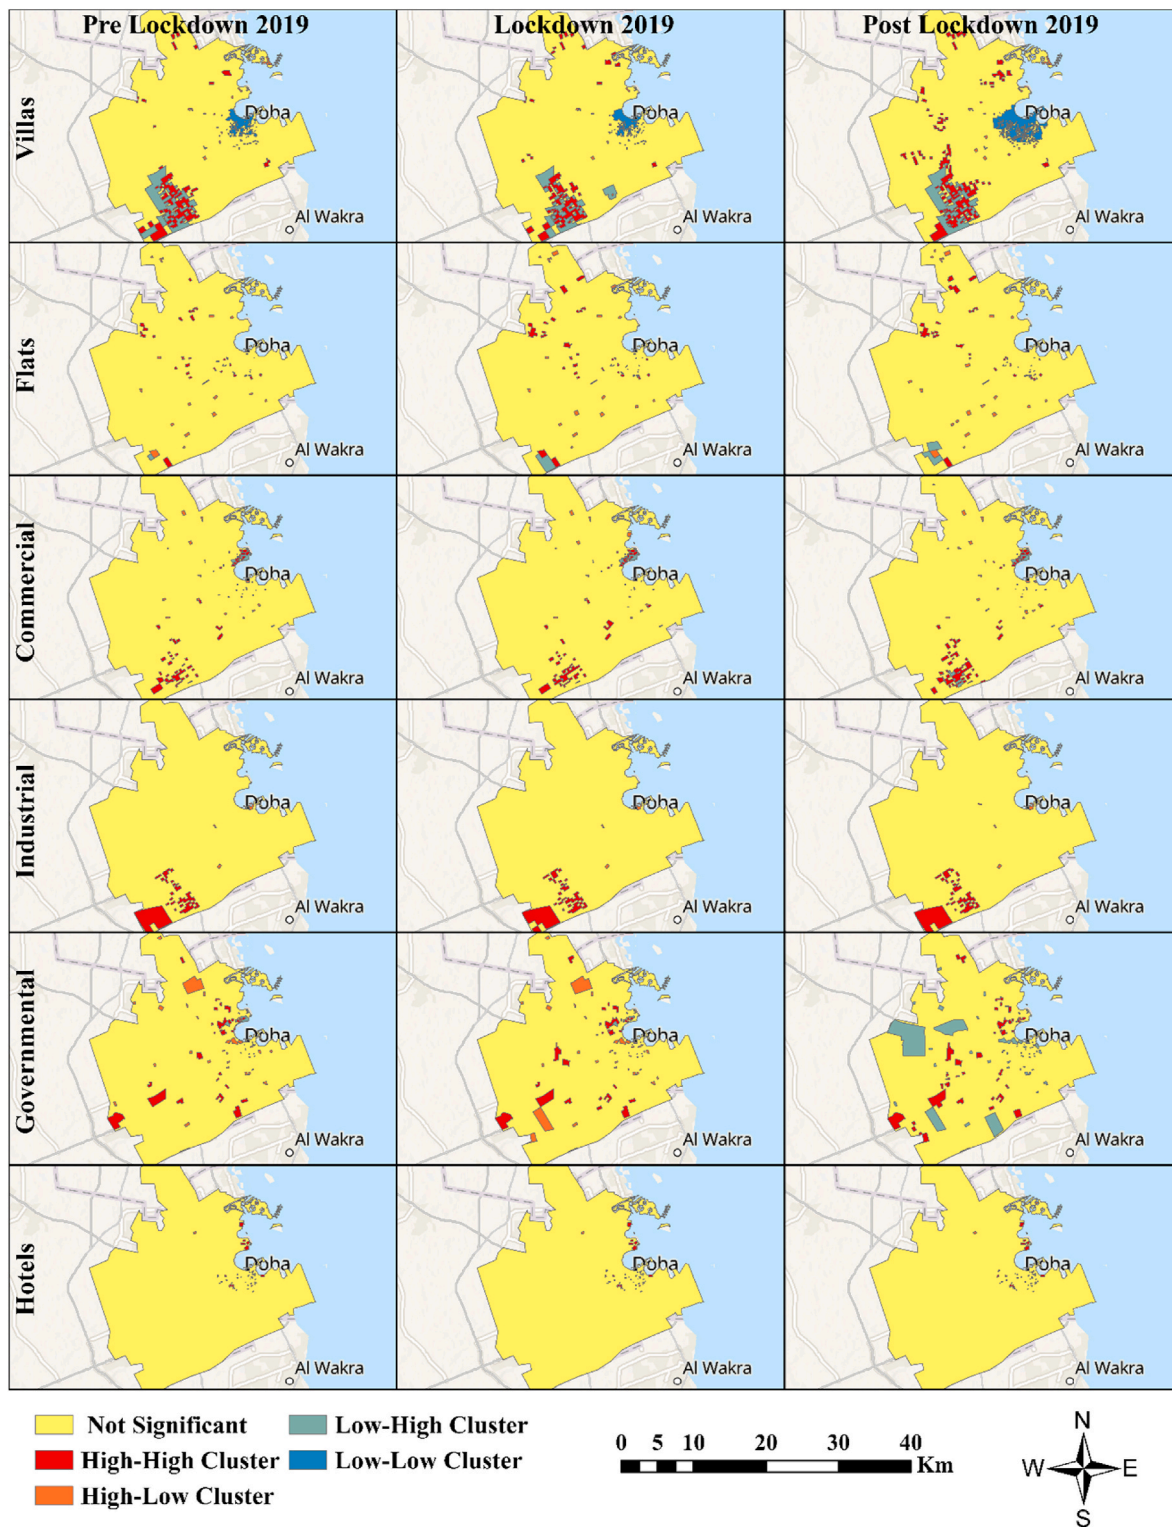 Pre Lockdown 2019
Lockdown 2019
Post Lockdown 2019
Villas
Doha
Al Wakra
Doha
Al Wakra
Doha
Al Wakra
Flats
Doha
Al Wakra
Doha
Al Wakra
Doha
Al Wakra
Commercial
Doha
Al Wakra
Doha
Al Wakra
Doha
Al Wakra
Industrial
Doha
Al Wakra
Doha
Al Wakra
Doha
Al Wakra
Governmental
Doha
Al Wakra
Doha
Al Wakra
Doha
Al Wakra
Hotels
Doha
Al Wakra
Doha
Al Wakra
Doha
Al Wakra
Not Significant
High-High Cluster
High-Low Cluster
Low-High Cluster
Low-Low Cluster
0 5 10 20 30 40
Km
N
W E
S